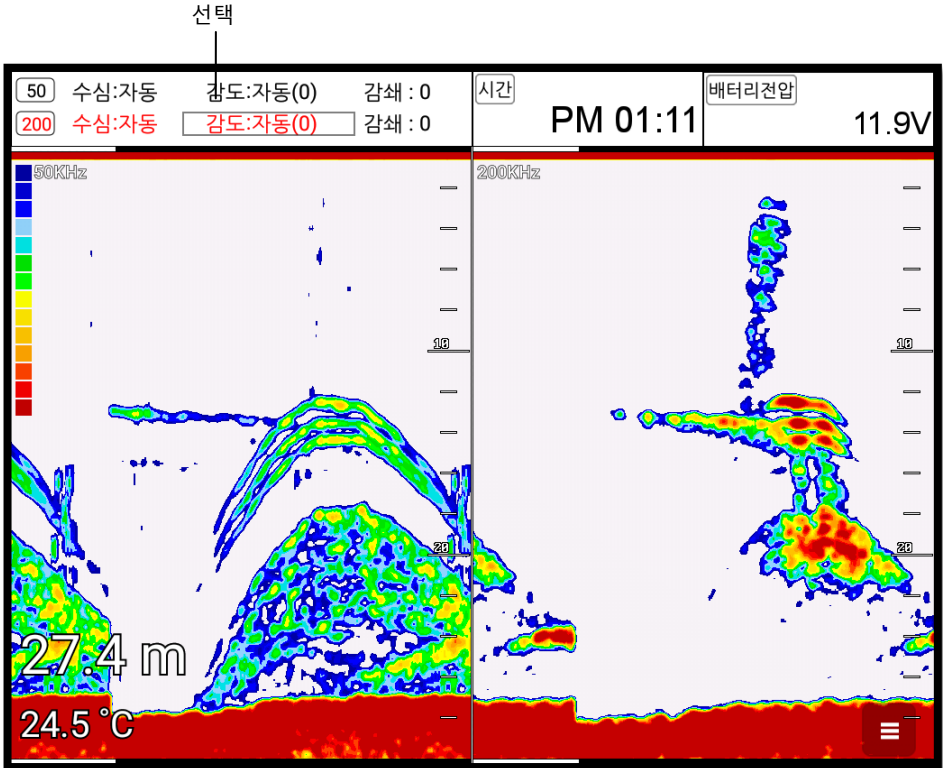 선택
50 수심:자동 감도:자동(0) 감쇄 : 0
200 수심:자동 감도:자동(0) 감쇄 : 0
시간
PM 01:11
배터리전압
11.9V
50KHz
200KHz
10
10
20
20
27.4 m
24.5 °C